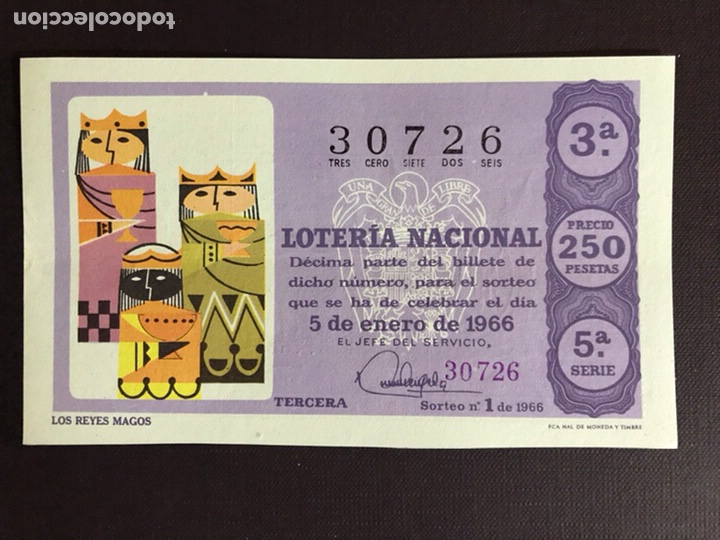 todocoleccion
30726
TRES CERO SIETE DOS SEIS
UNA GRANDE LIBRE
LOTERÍA NACIONAL
Décima parte del billete de
dicho número, para el sorteo
que se ha de celebrar el día
5 de enero de 1966
EL JEFE DEL SERVICIO,
30726
TERCERA
Sorteo nº 1 de 1966
3.ª
PRECIO
250
PESETAS
5.ª
SERIE
LOS REYES MAGOS
FCA NAL DE MONEDA Y TIMBRE